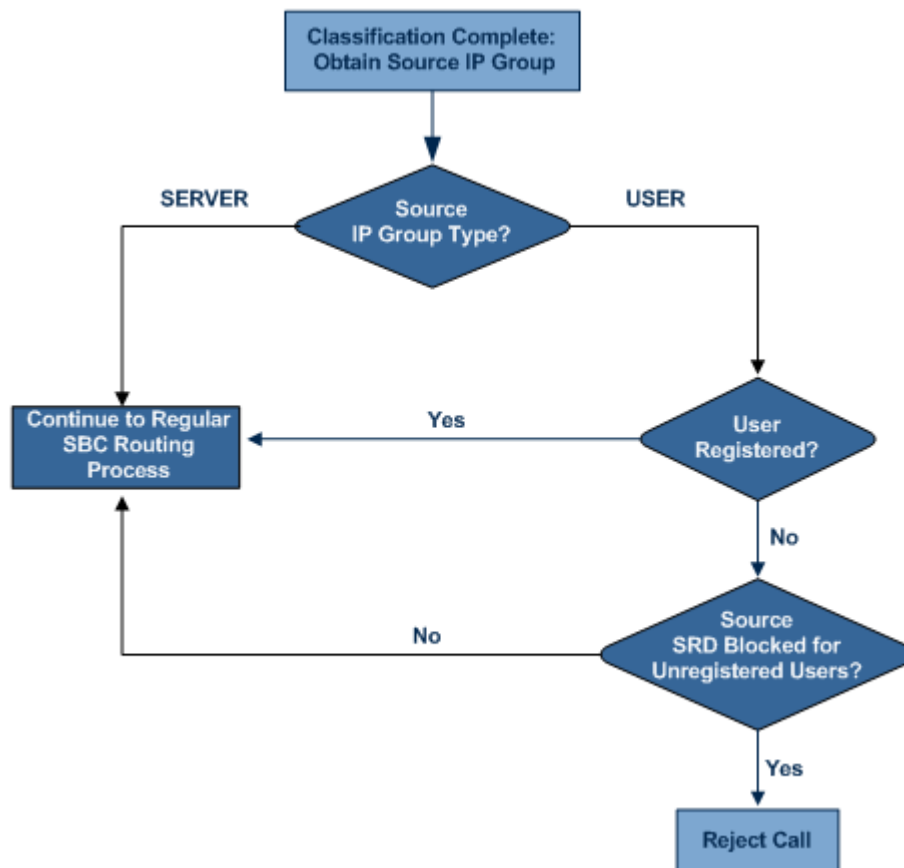 Classification Complete:
Obtain Source IP Group
SERVER
USER
Source
IP Group Type?
Continue to Regular
SBC Routing
Process
Yes
User
Registered?
No
No
Source
SRD Blocked for
Unregistered Users?
Yes
Reject Call